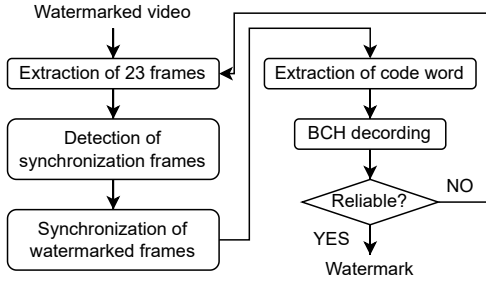 Watermarked video
Extraction of 23 frames
Detection of
synchronization frames
Synchronization of
watermarked frames
Extraction of code word
BCH decording
Reliable?
NO
YES
Watermark